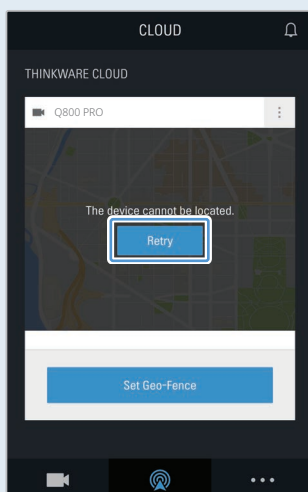 CLOUD
THINKWARE CLOUD
Q800 PRO
The device cannot be located.
Retry
Set Geo-Fence